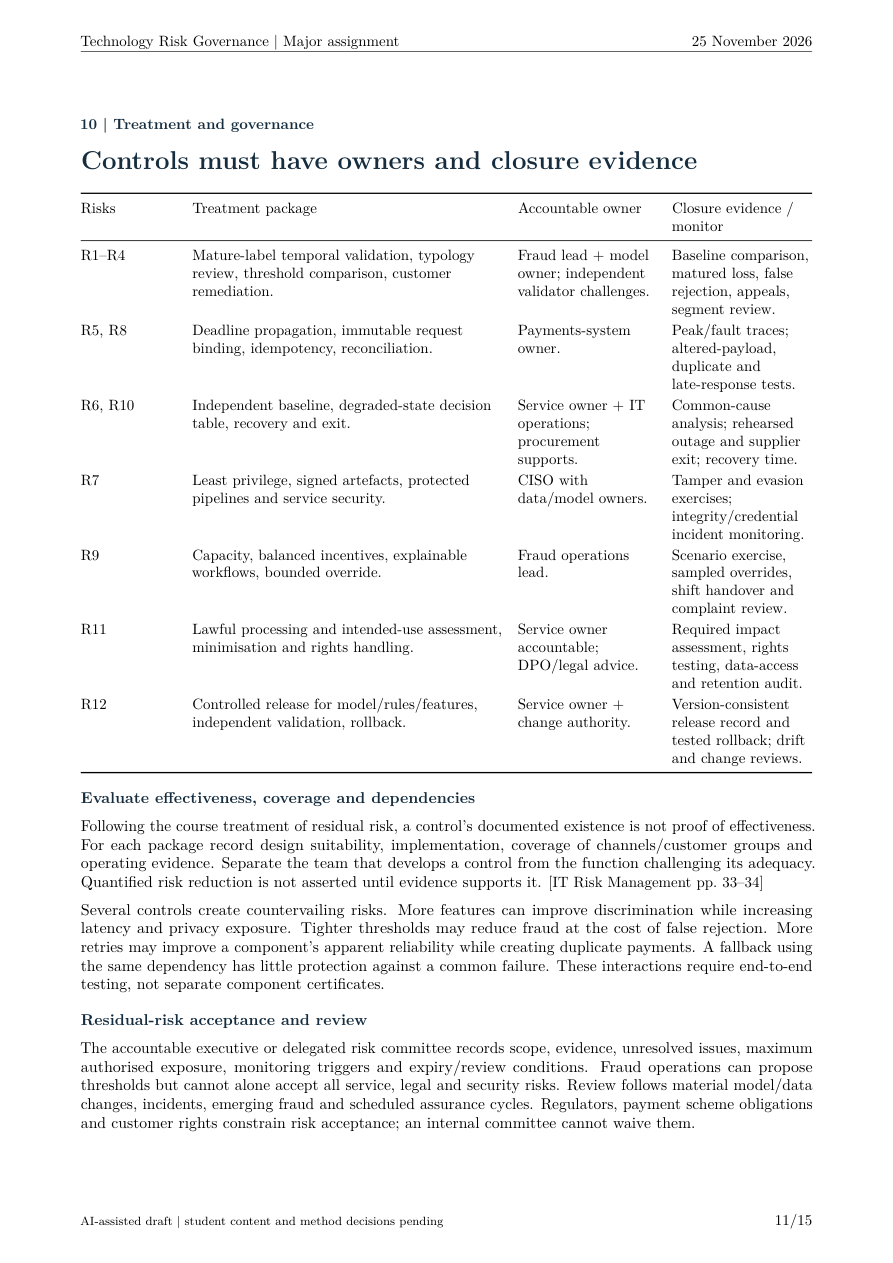 Technology Risk Governance | Major assignment 25 November 2026
10 | Treatment and governance
Controls must have owners and closure evidence
Risks Treatment package Accountable owner Closure evidence /
monitor
R1–R4 Mature-label temporal validation, typology Fraud lead + model Baseline comparison,
review, threshold comparison, customer owner; independent matured loss, false
remediation. validator challenges. rejection, appeals,
segment review.
R5, R8 Deadline propagation, immutable request Payments-system Peak/fault traces;
binding, idempotency, reconciliation. owner. altered-payload,
duplicate and
late-response tests.
R6, R10 Independent baseline, degraded-state decision Service owner + IT Common-cause
table, recovery and exit. operations; analysis; rehearsed
procurement outage and supplier
supports. exit; recovery time.
R7 Least privilege, signed artefacts, protected CISO with Tamper and evasion
pipelines and service security. data/model owners. exercises;
integrity/credential
incident monitoring.
R9 Capacity, balanced incentives, explainable Fraud operations Scenario exercise,
workflows, bounded override. lead. sampled overrides,
shift handover and
complaint review.
R11 Lawful processing and intended-use assessment, Service owner Required impact
minimisation and rights handling. accountable; assessment, rights
DPO/legal advice. testing, data-access
and retention audit.
R12 Controlled release for model/rules/features, Service owner + Version-consistent
independent validation, rollback. change authority. release record and
tested rollback; drift
and change reviews.
Evaluate effectiveness, coverage and dependencies
Following the course treatment of residual risk, a control's documented existence is not proof of effectiveness.
For each package record design suitability, implementation, coverage of channels/customer groups and
operating evidence. Separate the team that develops a control from the function challenging its adequacy.
Quantified risk reduction is not asserted until evidence supports it. [IT Risk Management pp. 33–34]
Several controls create countervailing risks. More features can improve discrimination while increasing
latency and privacy exposure. Tighter thresholds may reduce fraud at the cost of false rejection. More
retries may improve a component's apparent reliability while creating duplicate payments. A fallback using
the same dependency has little protection against a common failure. These interactions require end-to-end
testing, not separate component certificates.
Residual-risk acceptance and review
The accountable executive or delegated risk committee records scope, evidence, unresolved issues, maximum
authorised exposure, monitoring triggers and expiry/review conditions. Fraud operations can propose
thresholds but cannot alone accept all service, legal and security risks. Review follows material model/data
changes, incidents, emerging fraud and scheduled assurance cycles. Regulators, payment scheme obligations
and customer rights constrain risk acceptance; an internal committee cannot waive them.
AI-assisted draft | student content and method decisions pending 11/15